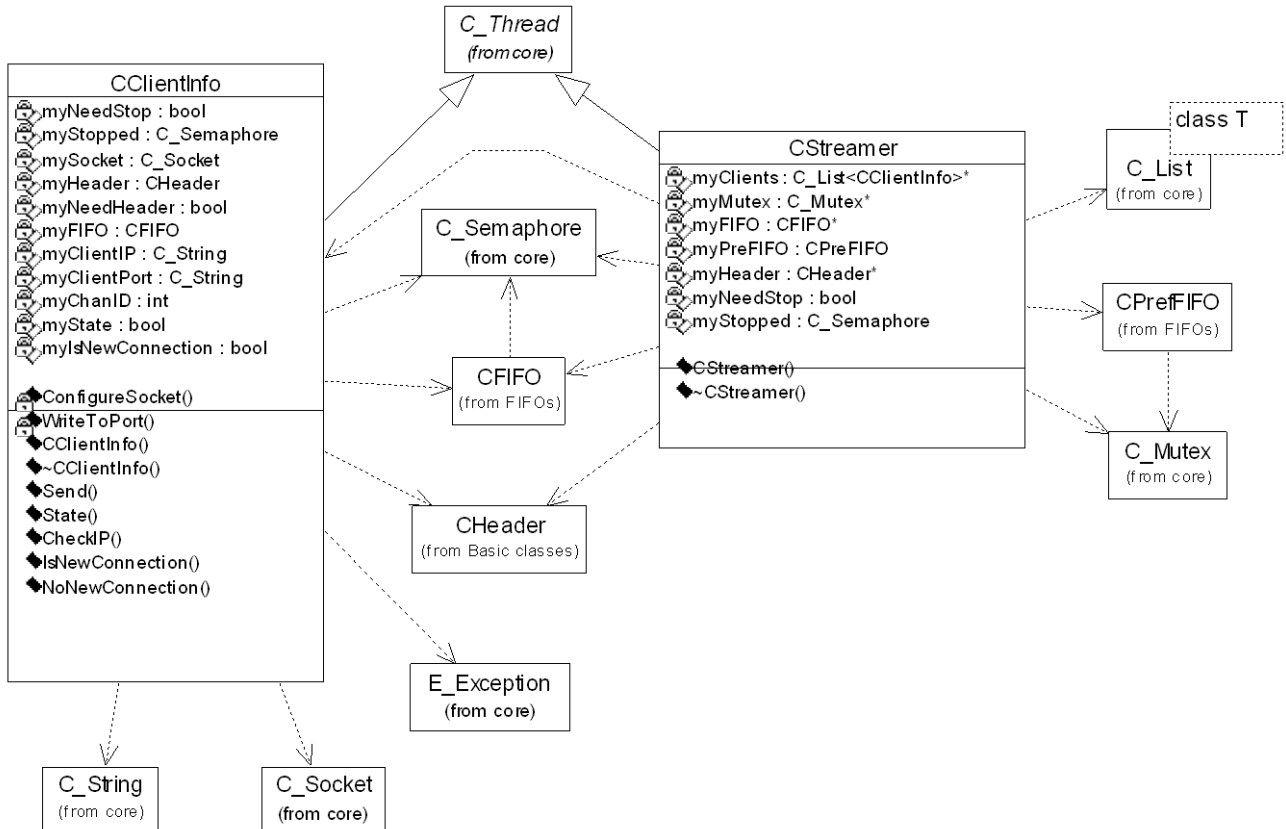 C_Thread
(from core)
CClientInfo
myNeedStop : bool
myStopped : C_Semaphore
mySocket : C_Socket
myHeader : CHeader
myNeedHeader : bool
myFIFO : CFIFO
myClientIP : C_String
myClientPort : C_String
myChanID : int
myState : bool
myIsNewConnection : bool
ConfigureSocket()
WriteToPort()
CClientInfo()
~CClientInfo()
Send()
State()
CheckIP()
IsNewConnection()
NoNewConnection()
C_Semaphore
(from core)
CFIFO
(from FIFOs)
CHeader
(from Basic classes)
E_Exception
(from core)
C_String
(from core)
C_Socket
(from core)
CStreamer
myClients : C_List<CClientInfo>*
myMutex : C_Mutex*
myFIFO : CFIFO*
myPreFIFO : CPreFIFO
myHeader : CHeader*
myNeedStop : bool
myStopped : C_Semaphore
CStreamer()
~CStreamer()
class T
C_List
(from core)
CPrefFIFO
(from FIFOs)
C_Mutex
(from core)